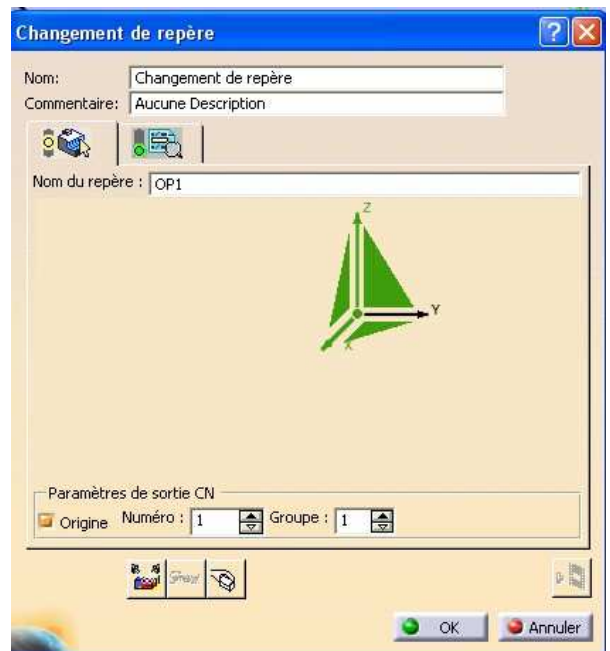 Changement de repère
Nom: Changement de repère
Commentaire: Aucune Description
Nom du repère : OP1
Z
Y
X
Paramètres de sortie CN
Origine Numéro : 1 Groupe : 1
OK Annuler